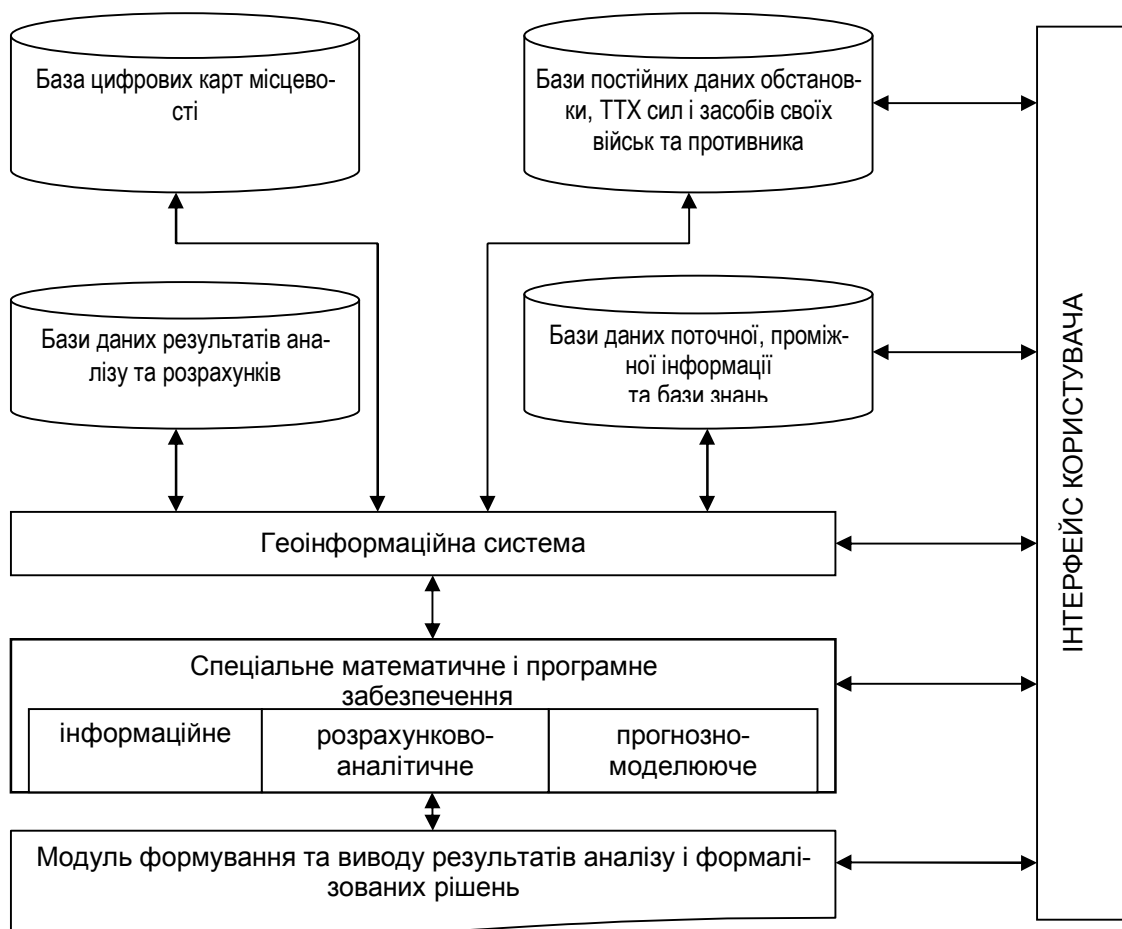 База цифрових карт місцево-
сті
Бази постійних даних обстанов-
ки, ТТХ сил і засобів своїх
військ та противника
Бази даних результатів ана-
лізу та розрахунків
Бази даних поточної, проміж-
ної інформації
та бази знань
Геоінформаційна система
Спеціальне математичне і програмне
забезпечення
інформаційне
розрахунково-
аналітичне
прогнозно-
моделююче
Модуль формування та виводу результатів аналізу і формалі-
зованих рішень
ІНТЕРФЕЙС КОРИСТУВАЧА